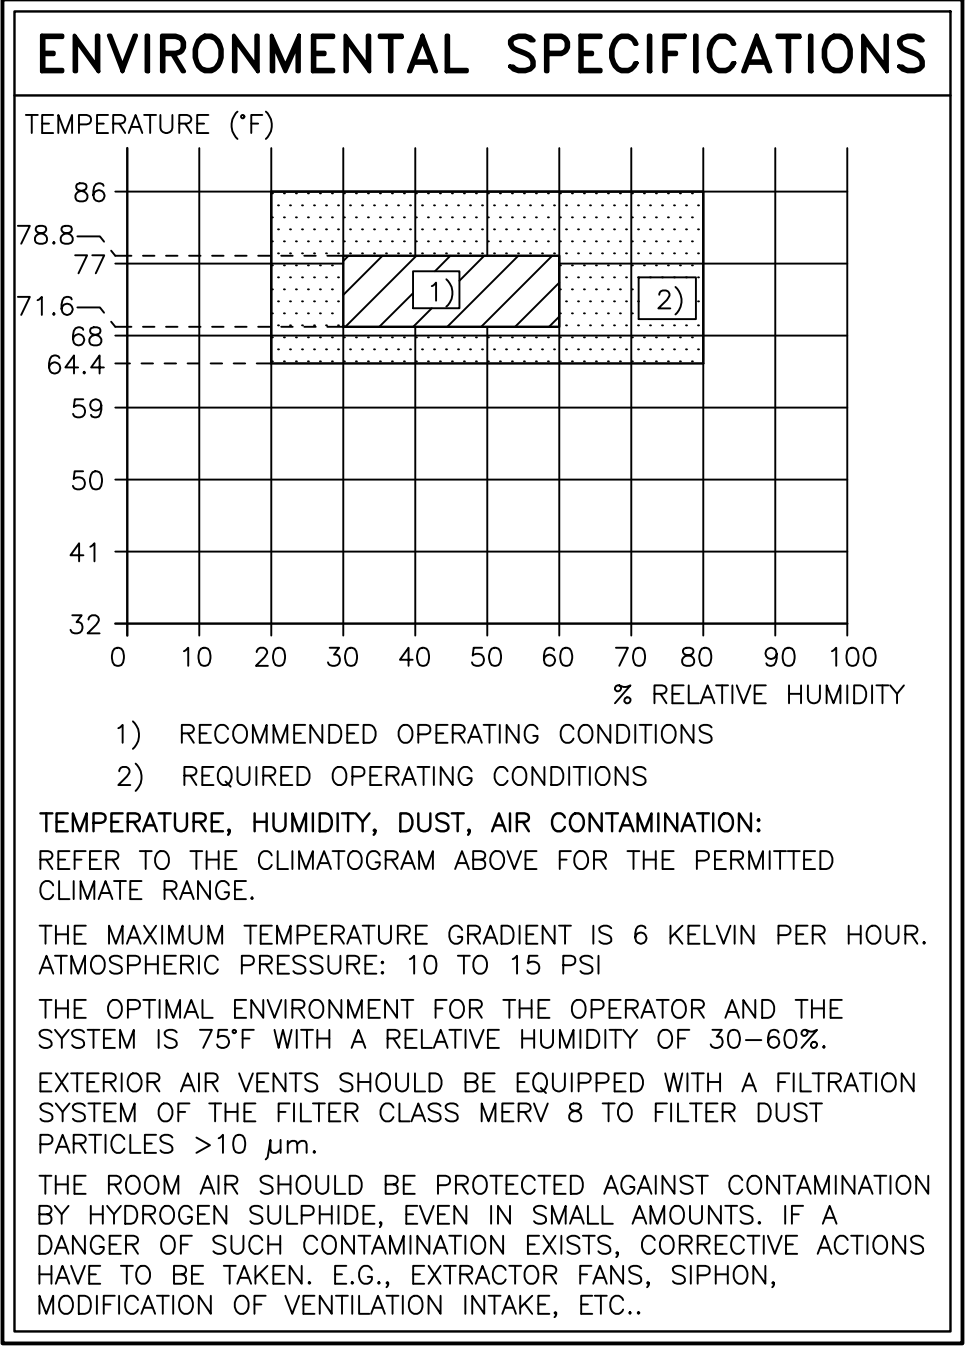 ENVIRONMENTAL SPECIFICATIONS
TEMPERATURE (°F)
86
78.8
77
71.6
68
64.4
59
50
41
32
1)
2)
0 10 20 30 40 50 60 70 80 90 100
% RELATIVE HUMIDITY
1) RECOMMENDED OPERATING CONDITIONS
2) REQUIRED OPERATING CONDITIONS
TEMPERATURE, HUMIDITY, DUST, AIR CONTAMINATION:
REFER TO THE CLIMATOGRAM ABOVE FOR THE PERMITTED
CLIMATE RANGE.
THE MAXIMUM TEMPERATURE GRADIENT IS 6 KELVIN PER HOUR.
ATMOSPHERIC PRESSURE: 10 TO 15 PSI
THE OPTIMAL ENVIRONMENT FOR THE OPERATOR AND THE
SYSTEM IS 75°F WITH A RELATIVE HUMIDITY OF 30-60%.
EXTERIOR AIR VENTS SHOULD BE EQUIPPED WITH A FILTRATION
SYSTEM OF THE FILTER CLASS MERV 8 TO FILTER DUST
PARTICLES >10 µm.
THE ROOM AIR SHOULD BE PROTECTED AGAINST CONTAMINATION
BY HYDROGEN SULPHIDE, EVEN IN SMALL AMOUNTS. IF A
DANGER OF SUCH CONTAMINATION EXISTS, CORRECTIVE ACTIONS
HAVE TO BE TAKEN. E.G., EXTRACTOR FANS, SIPHON,
MODIFICATION OF VENTILATION INTAKE, ETC..